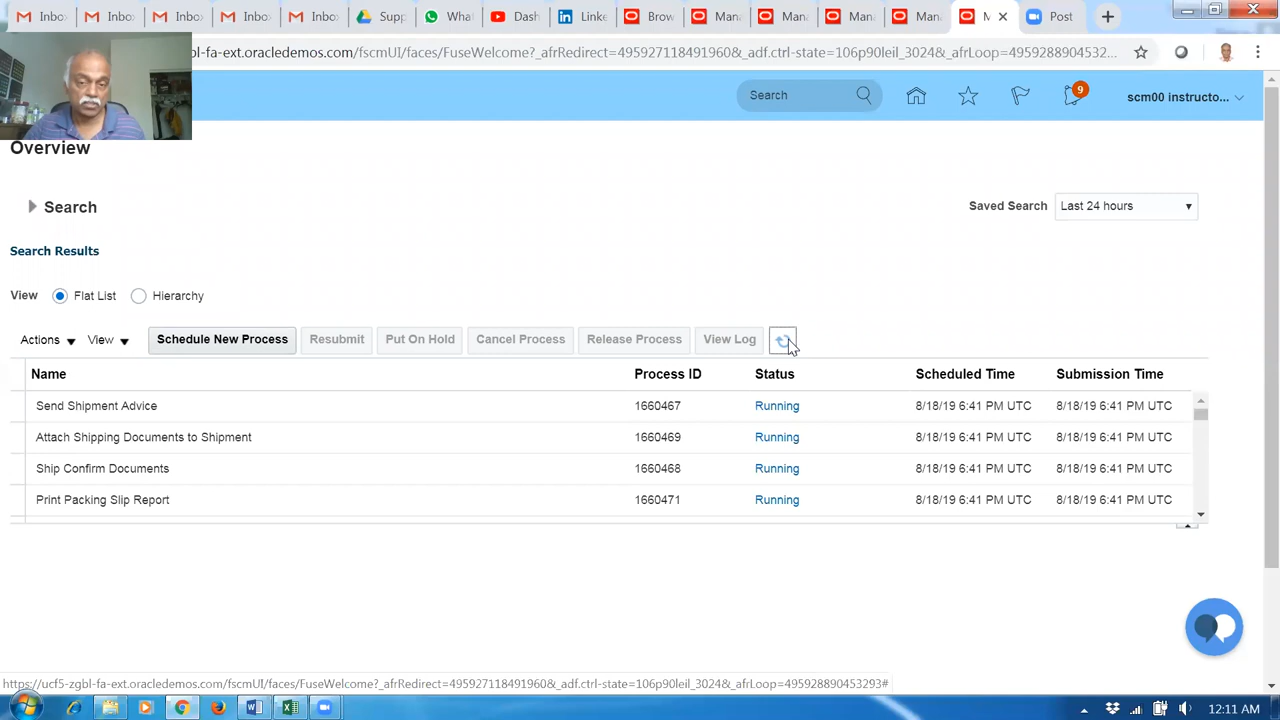 Inbo
Inbo
Inbo
Inbo
Inbo
Supp
Wha
Das
Linke
Brow
Man
Mana
Mana
Man
M
Post
bl-fa-ext.oracledemos.com/fscmUI/faces/FuseWelcome?_afrRedirect=49592711849196​0&_adf.ctrl-state=106p90leil_3024&_afrLoop=4959288904532...
Search
9
scm00 instructo...
Overview
Search
Saved Search Last 24 hours
Search Results
View Flat List Hierarchy
Actions View Schedule New Process Resubmit Put On Hold Cancel Process Release Process View Log
Name Process ID Status Scheduled Time Submission Time
Send Shipment Advice 1660467 Running 8/18/19 6:41 PM UTC 8/18/19 6:41 PM UTC
Attach Shipping Documents to Shipment 1660469 Running 8/18/19 6:41 PM UTC 8/18/19 6:41 PM UTC
Ship Confirm Documents 1660468 Running 8/18/19 6:41 PM UTC 8/18/19 6:41 PM UTC
Print Packing Slip Report 1660471 Running 8/18/19 6:41 PM UTC 8/18/19 6:41 PM UTC
https://ucf5-zgbl-fa-ext.oracledemos.com/fscmUI/faces/FuseWelcome?_afrRedirect=4959271184919​60&_adf.ctrl-state=106p90leil_3024&_afrLoop=495928890453293#
12:11 AM